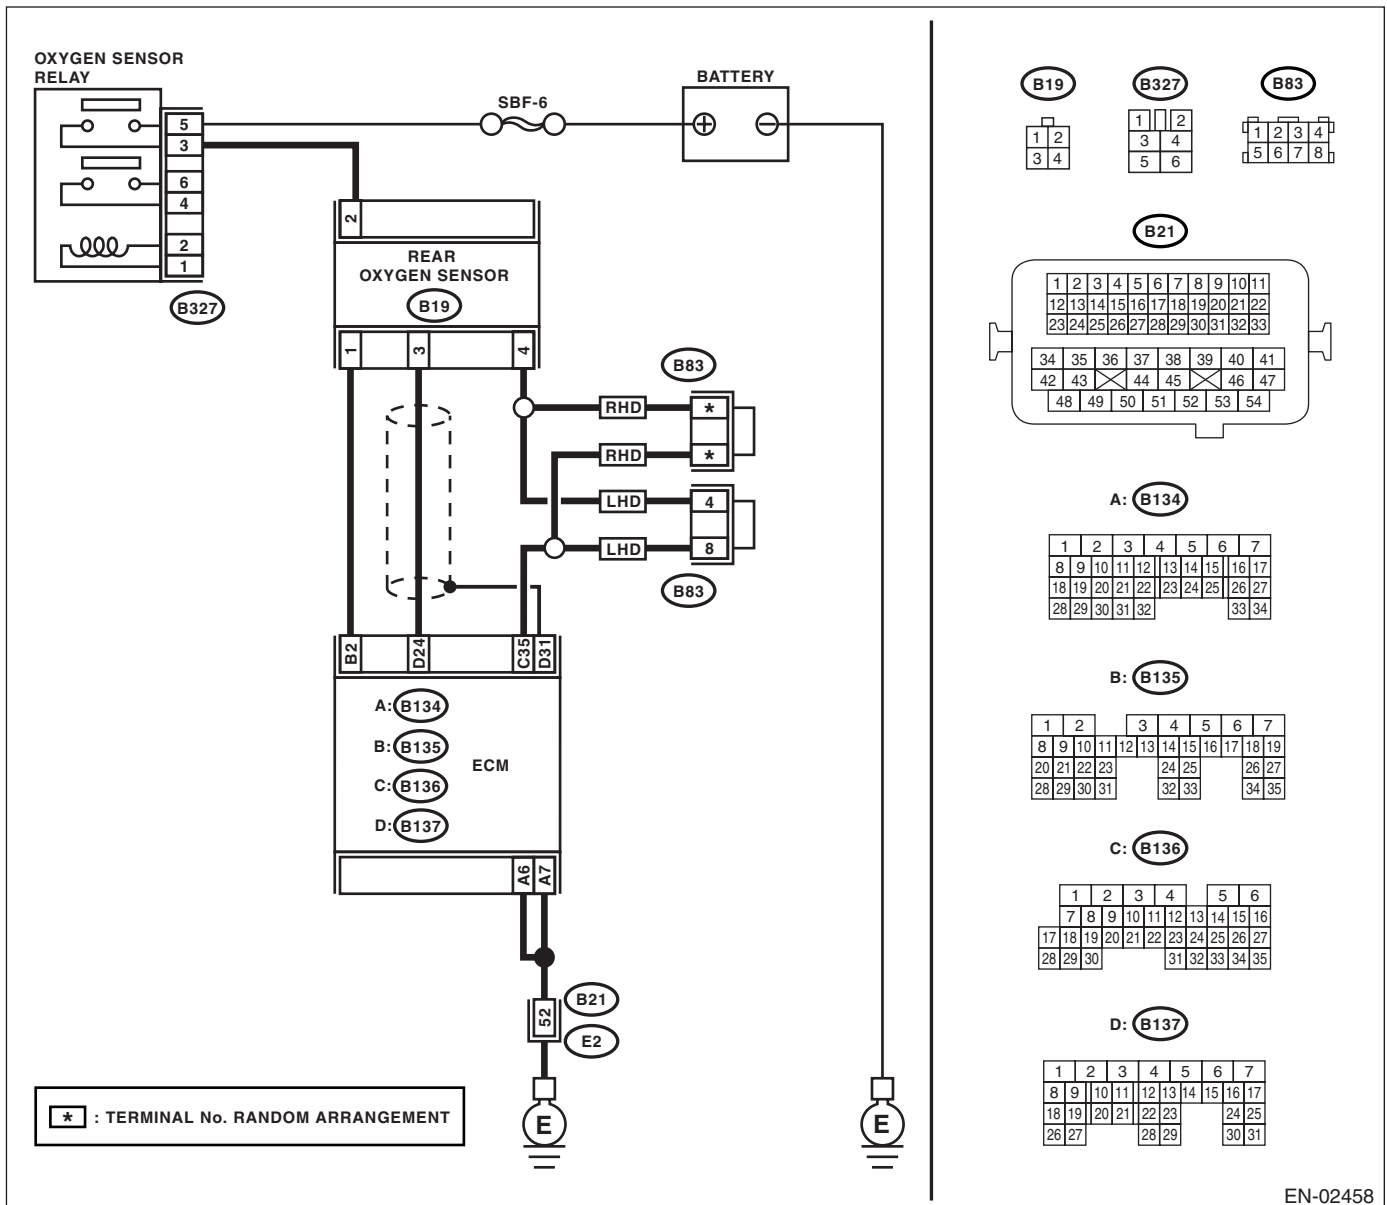 OXYGEN SENSOR
RELAY
5
3
6
4
2
1
B327
SBF-6
BATTERY
+
−
2
REAR
OXYGEN SENSOR
B19
1
3
4
B83
RHD
*
RHD
*
LHD
4
LHD
8
B83
B2
D24
C35
D31
A: B134
B: B135
C: B136
D: B137
ECM
A6
A7
52
B21
E2
E
E
* : TERMINAL No. RANDOM ARRANGEMENT
B19
1 2
3 4
B327
1 2
3 4
5 6
B83
1 2 3 4
5 6 7 8
B21
1 2 3 4 5 6 7 8 9 10 11
12 13 14 15 16 17 18 19 20 21 22
23 24 25 26 27 28 29 30 31 32 33
34 35 36 37 38 39 40 41
42 43 44 45 46 47
48 49 50 51 52 53 54
A: B134
1 2 3 4 5 6 7
8 9 10 11 12 13 14 15 16 17
18 19 20 21 22 23 24 25 26 27
28 29 30 31 32 33 34
B: B135
1 2 3 4 5 6 7
8 9 10 11 12 13 14 15 16 17 18 19
20 21 22 23 24 25 26 27
28 29 30 31 32 33 34 35
C: B136
1 2 3 4 5 6
7 8 9 10 11 12 13 14 15 16
17 18 19 20 21 22 23 24 25 26 27
28 29 30 31 32 33 34 35
D: B137
1 2 3 4 5 6 7
8 9 10 11 12 13 14 15 16 17
18 19 20 21 22 23 24 25
26 27 28 29 30 31
EN-02458